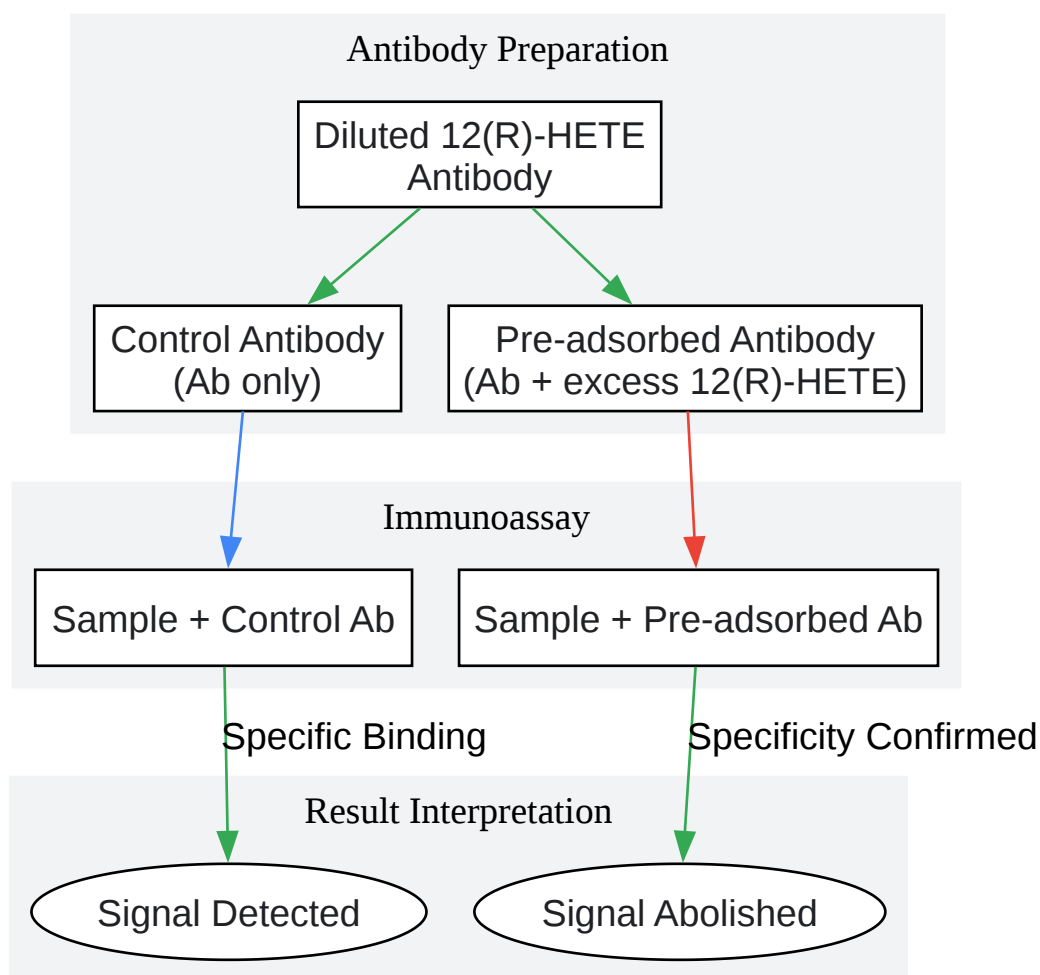 Antibody Preparation
Diluted 12(R)-HETE
Antibody
Control Antibody
(Ab only)
Pre-adsorbed Antibody
(Ab + excess 12(R)-HETE)
Immunoassay
Sample + Control Ab
Sample + Pre-adsorbed Ab
Specific Binding
Specificity Confirmed
Result Interpretation
Signal Detected
Signal Abolished